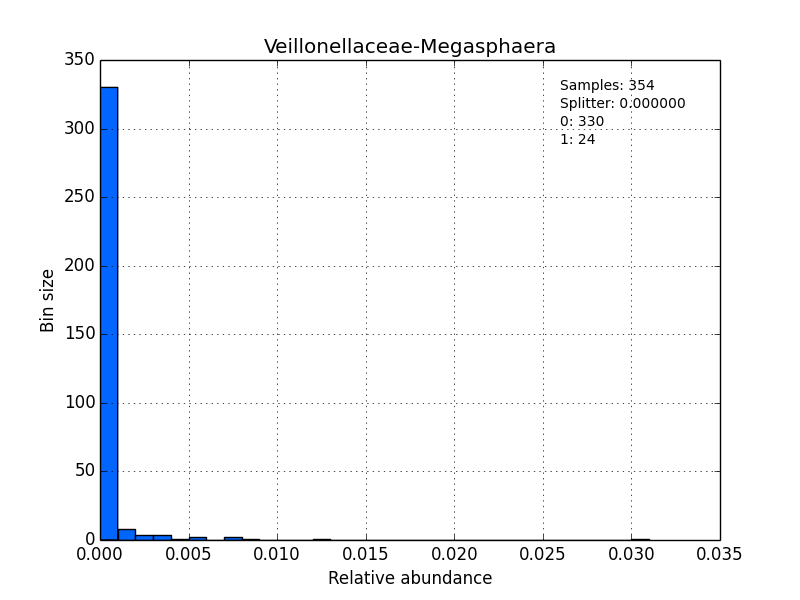 Veillonellaceae-Megasphaera
Samples: 354
Splitter: 0.000000
0: 330
1: 24
350
300
250
200
150
100
50
0
Bin size
0.000 0.005 0.010 0.015 0.020 0.025 0.030 0.035
Relative abundance